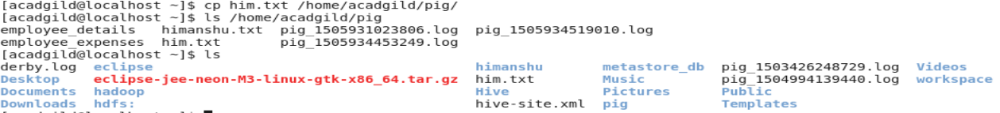 [acadgild@localhost ~]$ cp him.txt /home/acadgild/pig/
[acadgild@localhost ~]$ ls /home/acadgild/pig
employee_details himanshu.txt pig_1505931023806.log pig_1505934519010.log
employee_expenses him.txt pig_1505934453249.log
[acadgild@localhost ~]$ ls
derby.log eclipse himanshu metastore_db pig_1503426248729.log Videos
Desktop eclipse-jee-neon-M3-linux-gtk-x86_64.tar.gz him.txt Music pig_1504994139440.log workspace
Documents hadoop Hive Pictures Public
Downloads hdfs: hive-site.xml pig Templates